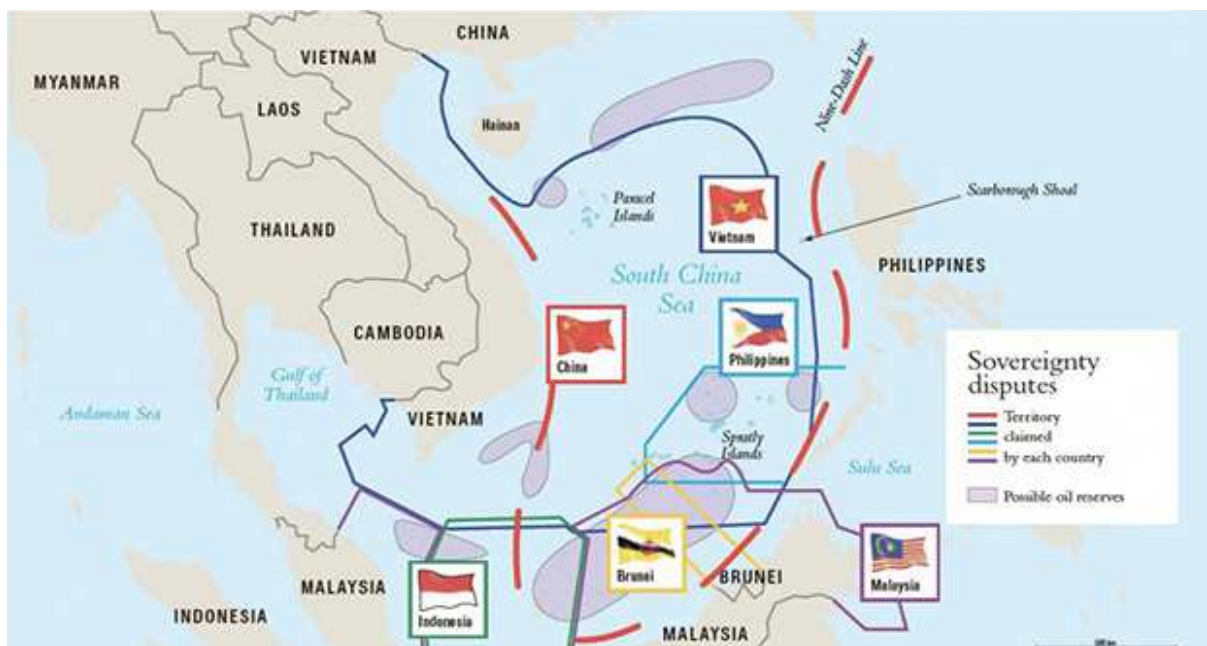 CHINA
VIETNAM
MYANMAR
LAOS
Hainan
Nine-Dash Line
Paracel
Islands
Scarborough Shoal
Vietnam
THAILAND
South China
Sea
PHILIPPINES
CAMBODIA
China
Philippines
Gulf of
Thailand
Andaman Sea
VIETNAM
Spratly
Islands
Sulu Sea
Sovereignty
disputes
Territory
claimed
by each country
Possible oil reserves
MALAYSIA
INDONESIA
Indonesia
Brunei
BRUNEI
Malaysia
MALAYSIA